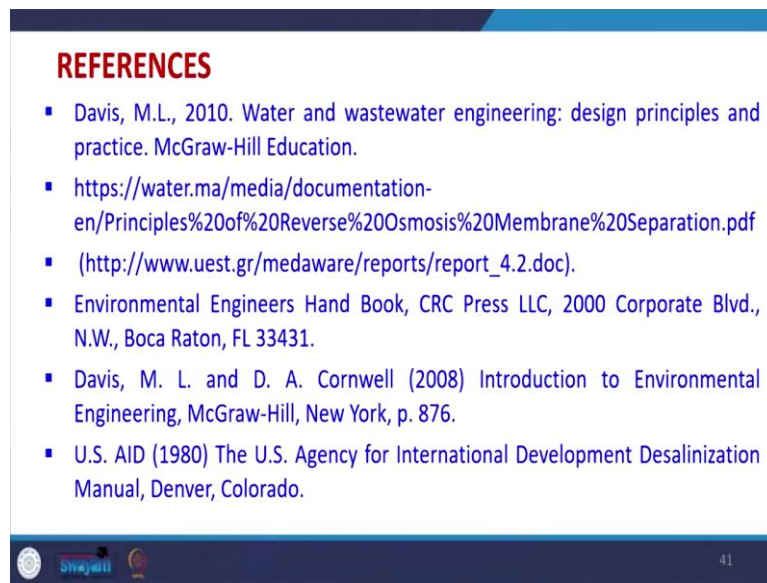 REFERENCES
▪ Davis, M.L., 2010. Water and wastewater engineering: design principles and
practice. McGraw-Hill Education.
▪ https://water.ma/media/documentation-
en/Principles%20of%20Reverse%20Osmosis%20Membrane%20Separation.pdf
▪ (http://www.uest.gr/medaware/reports/report_4.2.doc).
▪ Environmental Engineers Hand Book, CRC Press LLC, 2000 Corporate Blvd.,
N.W., Boca Raton, FL 33431.
▪ Davis, M. L. and D. A. Cornwell (2008) Introduction to Environmental
Engineering, McGraw-Hill, New York, p. 876.
▪ U.S. AID (1980) The U.S. Agency for International Development Desalinization
Manual, Denver, Colorado.
swayam
41